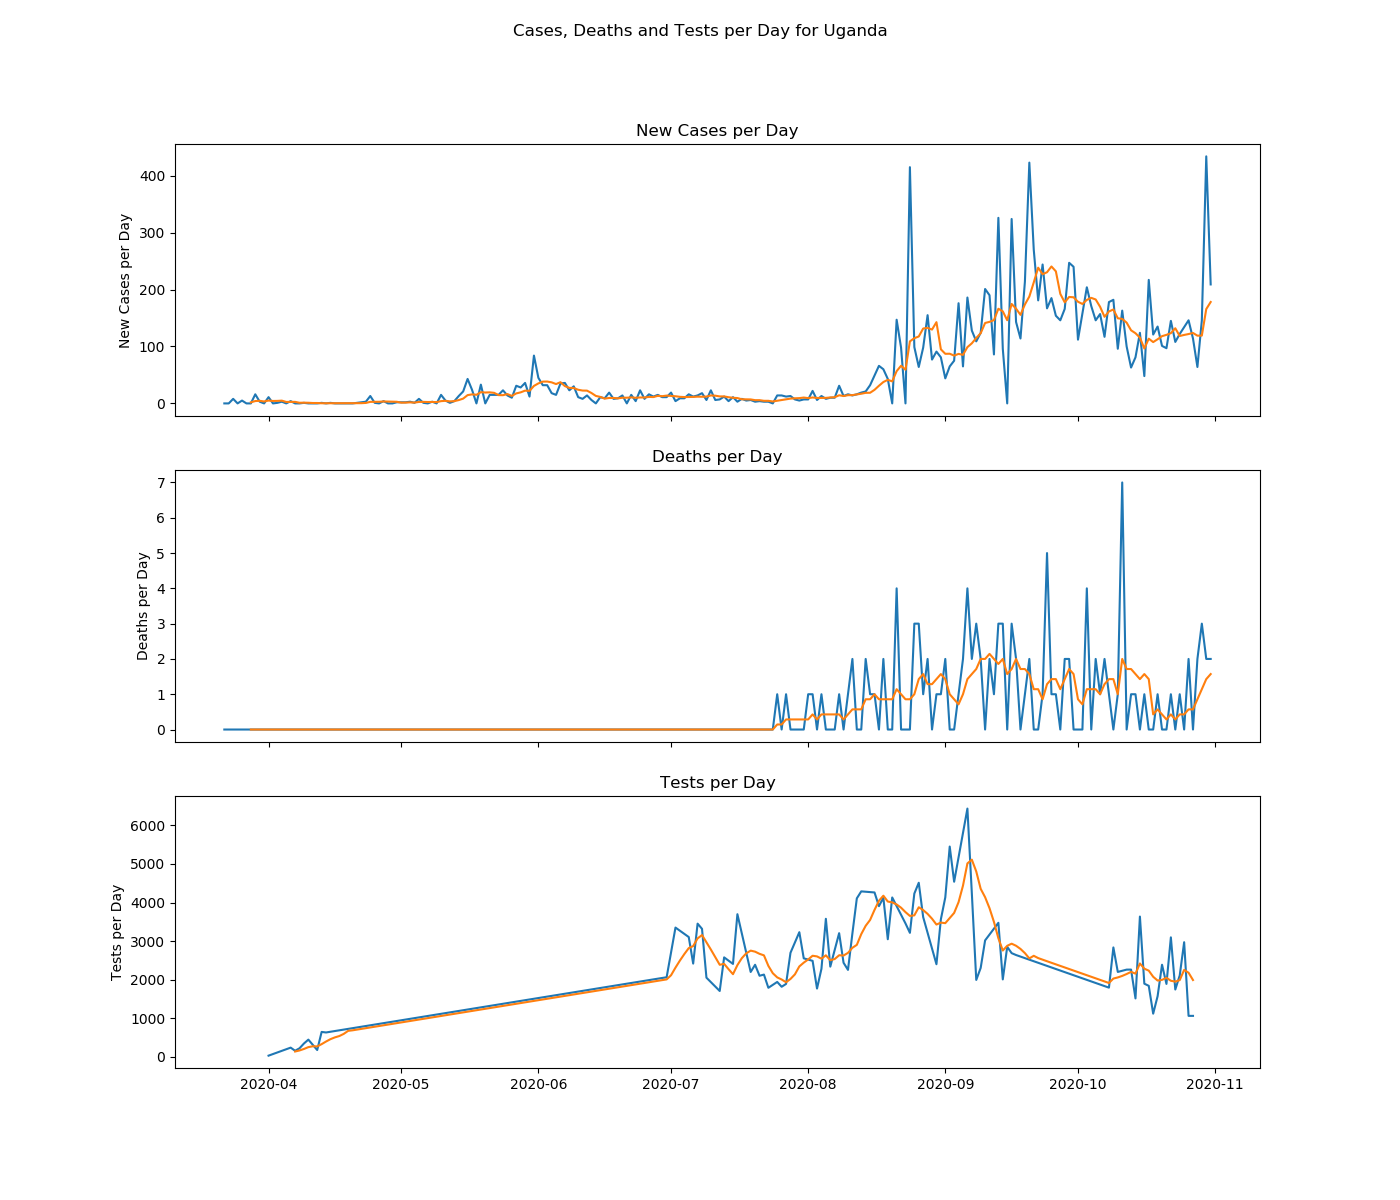 Cases, Deaths and Tests per Day for Uganda
New Cases per Day
New Cases per Day
400
300
200
100
0
Deaths per Day
Deaths per Day
7
6
5
4
3
2
1
0
Tests per Day
Tests per Day
6000
5000
4000
3000
2000
1000
0
2020-04 2020-05 2020-06 2020-07 2020-08 2020-09 2020-10 2020-11